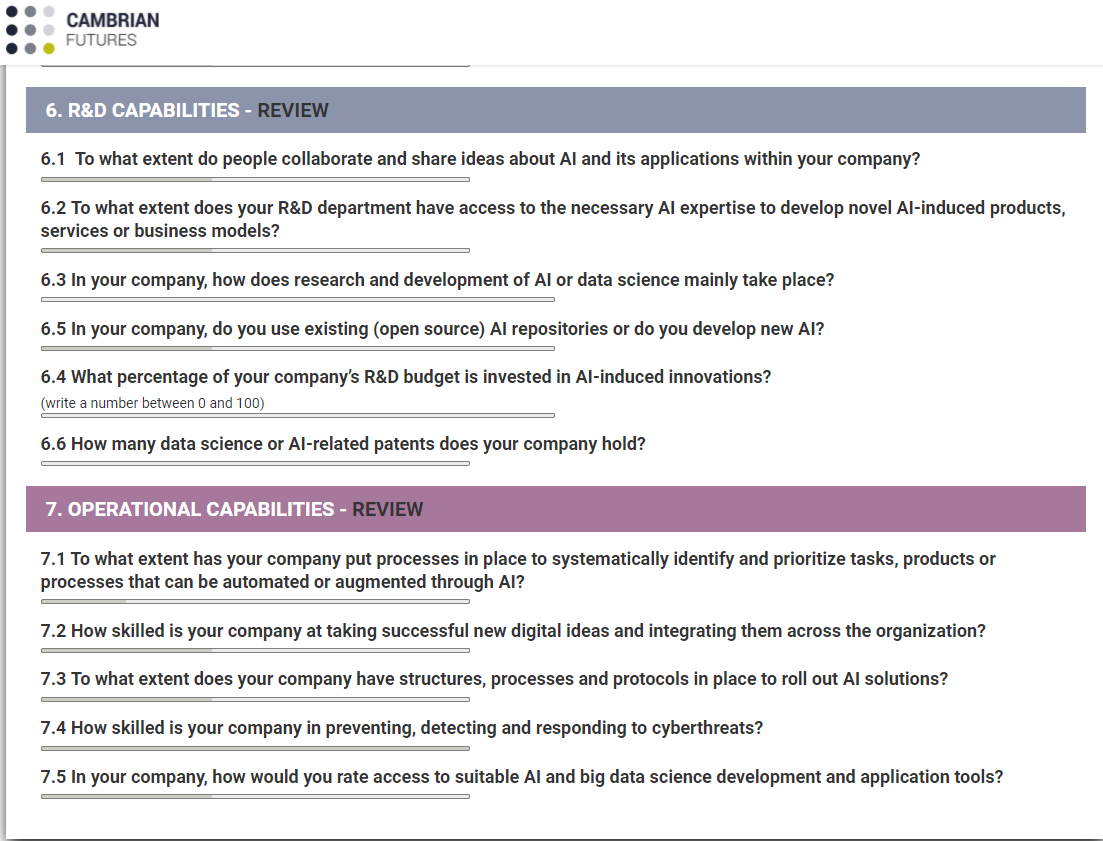 CAMBRIAN
FUTURES
6. R&D CAPABILITIES - REVIEW
6.1  To what extent do people collaborate and share ideas about AI and its applications within your company?
6.2 To what extent does your R&D department have access to the necessary AI expertise to develop novel AI-induced products,
services or business models?
6.3 In your company, how does research and development of AI or data science mainly take place?
6.5 In your company, do you use existing (open source) AI repositories or do you develop new AI?
6.4 What percentage of your company’s R&D budget is invested in AI-induced innovations?
(write a number between 0 and 100)
6.6 How many data science or AI-related patents does your company hold?
7. OPERATIONAL CAPABILITIES - REVIEW
7.1 To what extent has your company put processes in place to systematically identify and prioritize tasks, products or
processes that can be automated or augmented through AI?
7.2 How skilled is your company at taking successful new digital ideas and integrating them across the organization?
7.3 To what extent does your company have structures, processes and protocols in place to roll out AI solutions?
7.4 How skilled is your company in preventing, detecting and responding to cyberthreats?
7.5 In your company, how would you rate access to suitable AI and big data science development and application tools?